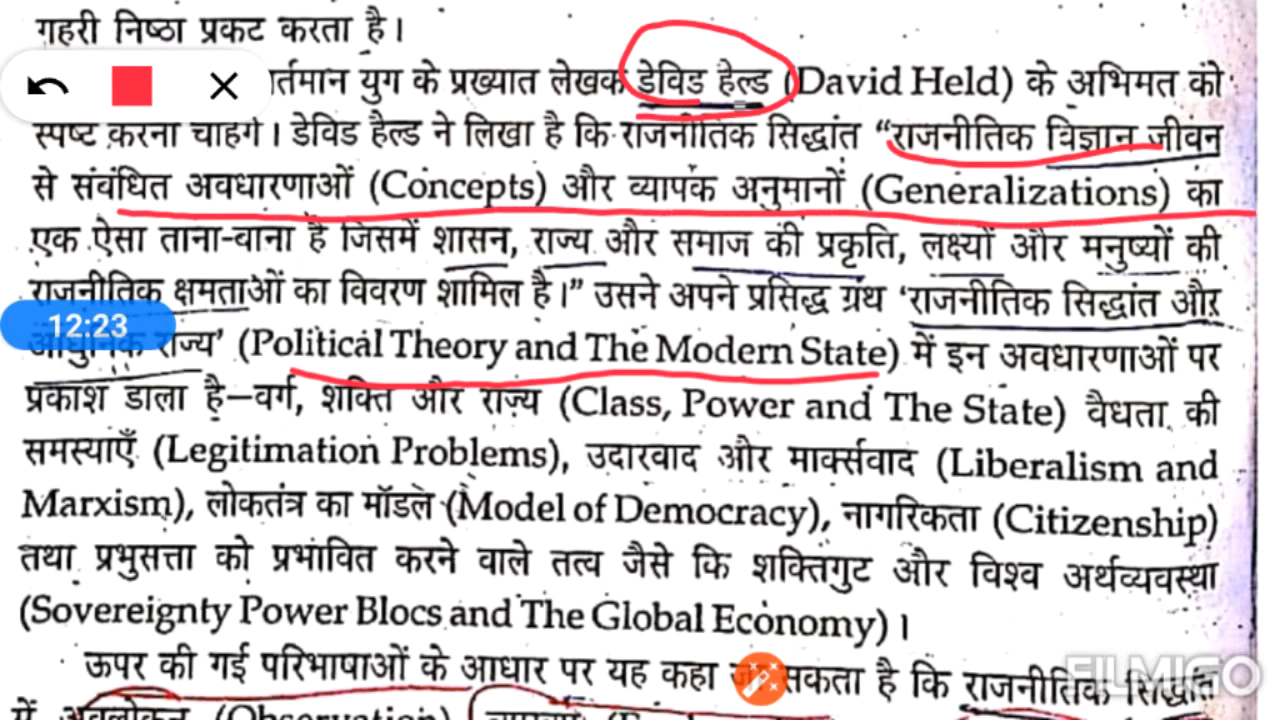 गहरी निष्ठा प्रकट करता है।
र्तमान युग के प्रख्यात लेखक डेविड हैल्ड (David Held) के अभिमत को
स्पष्ट करना चाहेंगे। डेविड हैल्ड ने लिखा है कि राजनीतिक सिद्धांत “राजनीतिक विज्ञान जीवन
से संबंधित अवधारणाओं (Concepts) और व्यापक अनुमानों (Generalizations) का
एक ऐसा ताना-बाना है जिसमें शासन, राज्य और समाज की प्रकृति, लक्ष्यों और मनुष्यों की
राजनीतिक क्षमताओं का विवरण शामिल है।” उसने अपने प्रसिद्ध ग्रंथ ‘राजनीतिक सिद्धांत और
12:23
आधुनिक राज्य’ (Political Theory and The Modern State) में इन अवधारणाओं पर
प्रकाश डाला है–वर्ग, शक्ति और राज्य (Class, Power and The State) वैधता की
समस्याएँ (Legitimation Problems), उदारवाद और मार्क्सवाद (Liberalism and
Marxism), लोकतंत्र का मॉडल (Model of Democracy), नागरिकता (Citizenship)
तथा प्रभुसत्ता को प्रभावित करने वाले तत्व जैसे कि शक्तिगुट और विश्व अर्थव्यवस्था
(Sovereignty Power Blocs and The Global Economy)।
ऊपर की गई परिभाषाओं के आधार पर यह कहा जा सकता है कि राजनीतिक सिद्धांत
FILMIGO
में अवलोकन (Observation)